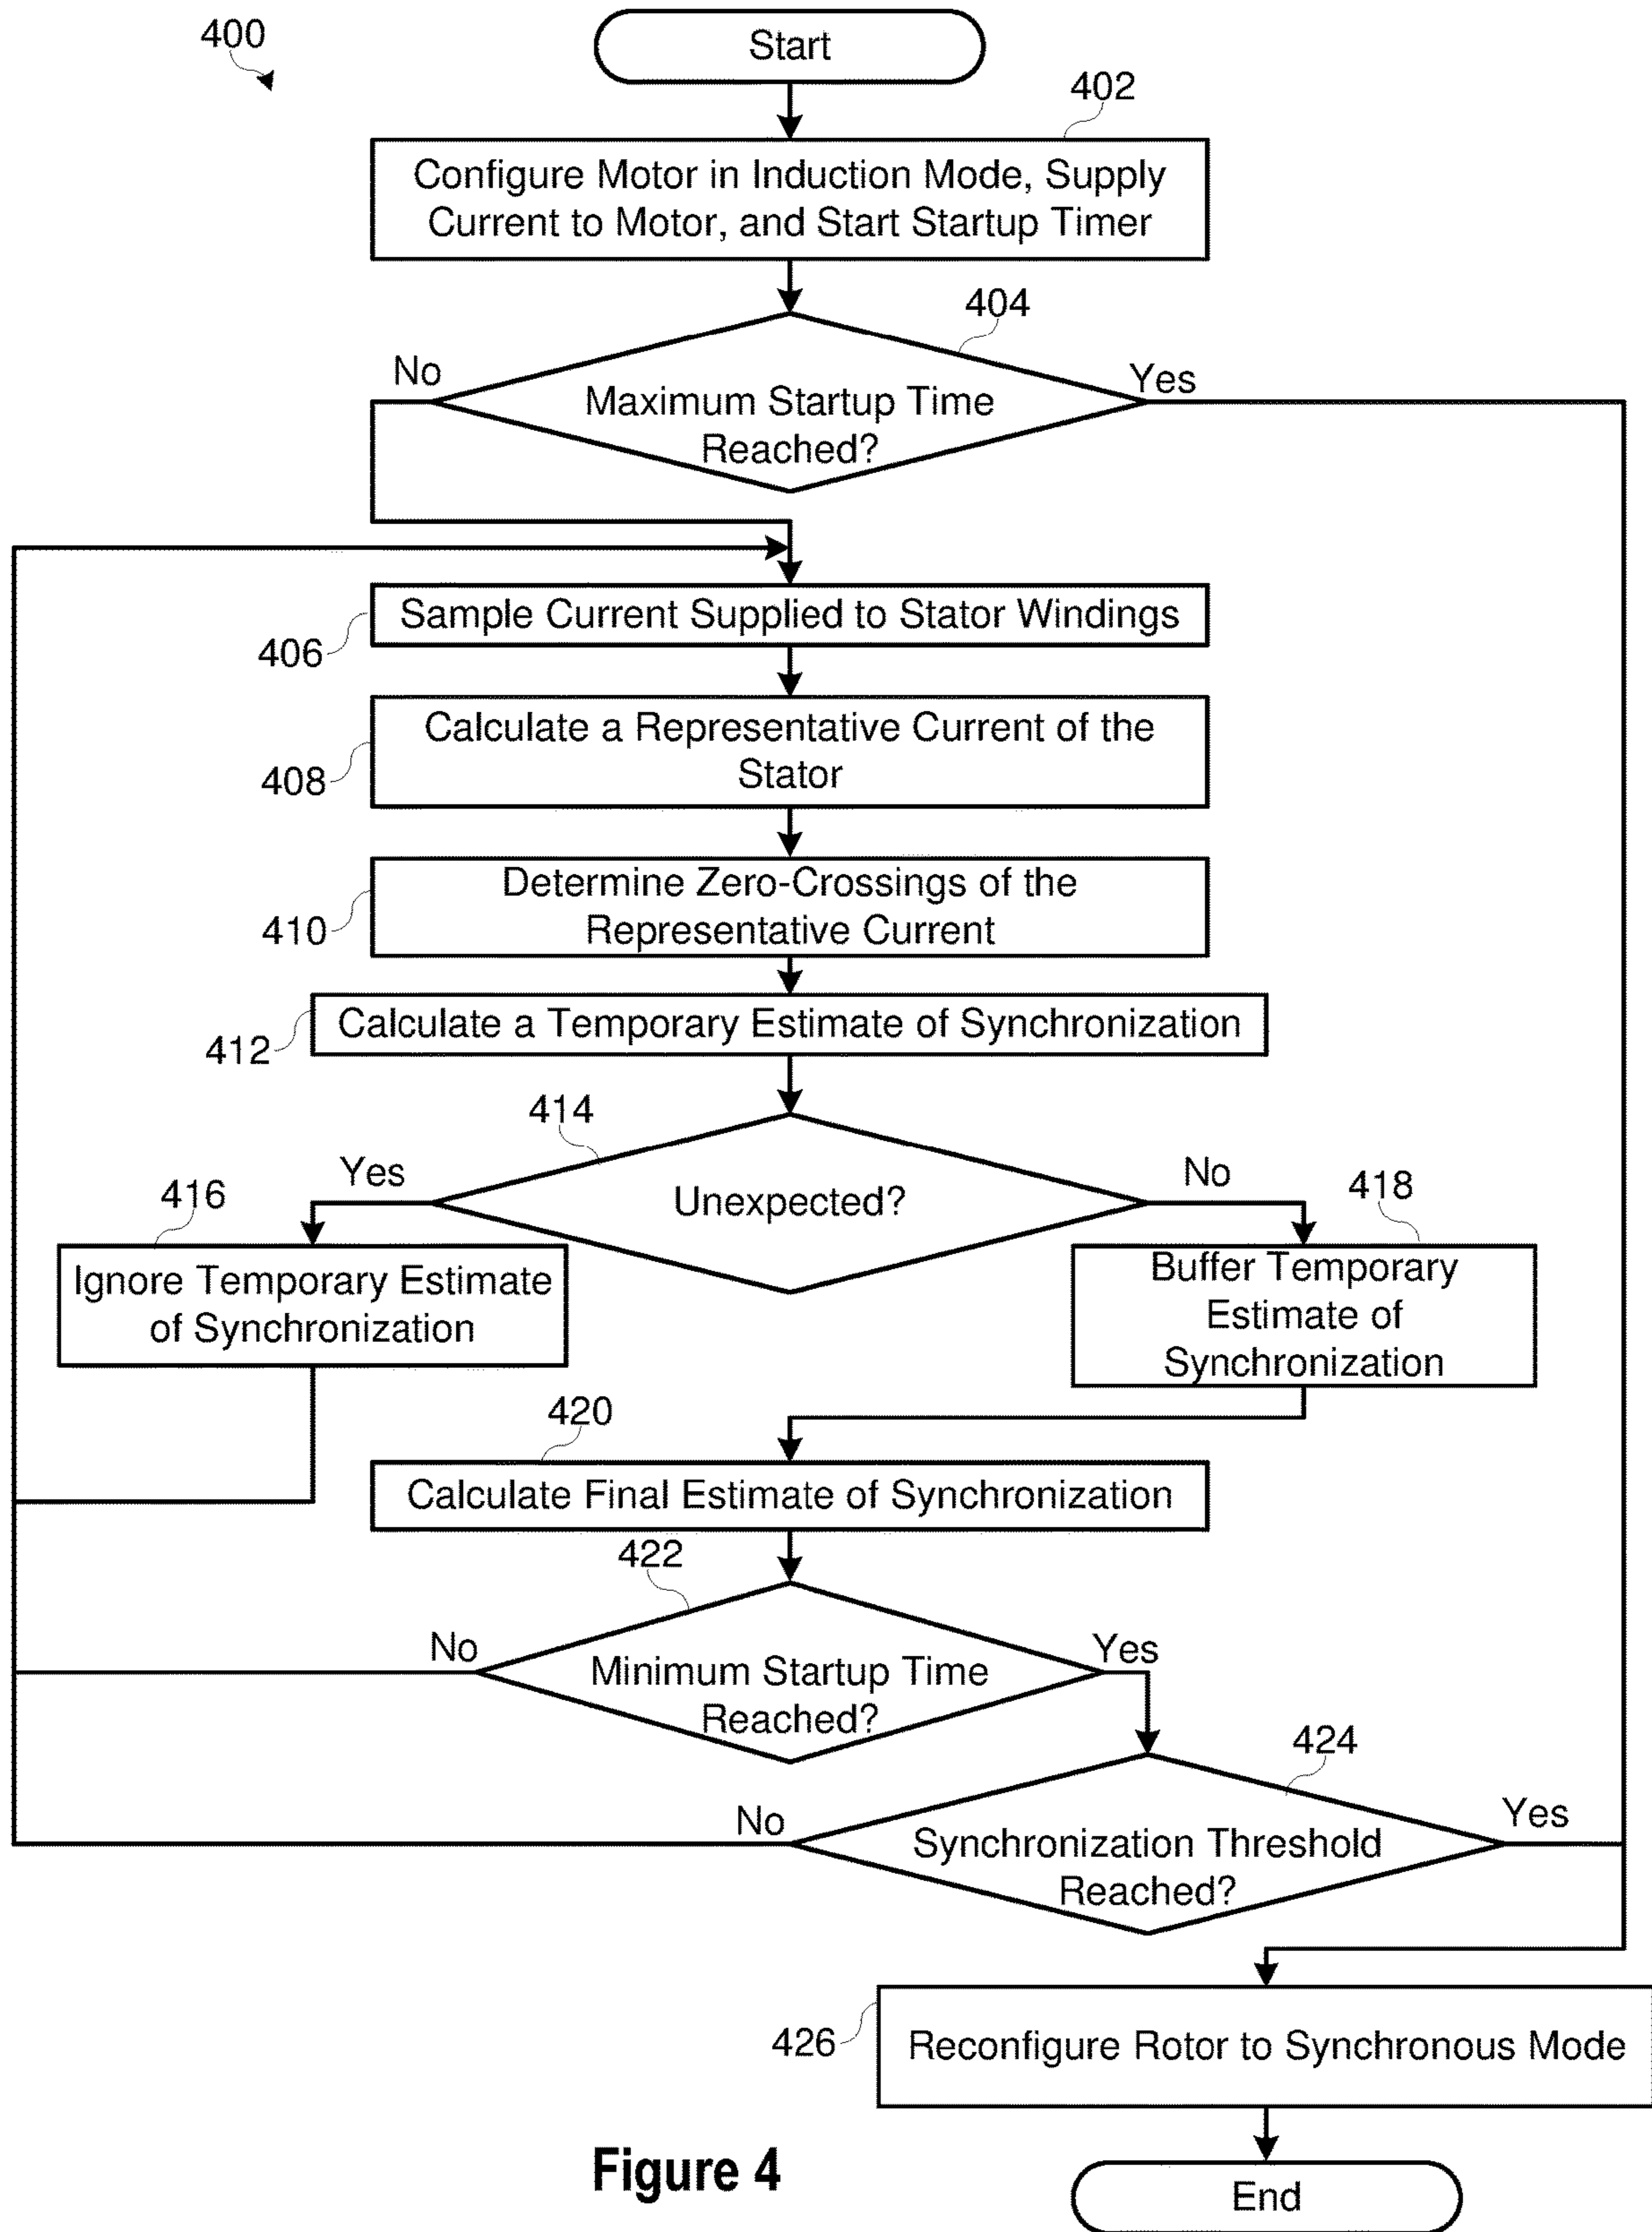 400
Start
402
Configure Motor in Induction Mode, Supply
Current to Motor, and Start Startup Timer
404
No
Yes
Maximum Startup Time
Reached?
Sample Current Supplied to Stator Windings
406
Calculate a Representative Current of the
Stator
408
Determine Zero-Crossings of the
Representative Current
410
Calculate a Temporary Estimate of Synchronization
412
414
Yes
No
Unexpected?
416
418
Ignore Temporary Estimate
of Synchronization
Buffer Temporary
Estimate of
Synchronization
420
Calculate Final Estimate of Synchronization
422
No
Yes
Minimum Startup Time
Reached?
424
No
Yes
Synchronization Threshold
Reached?
426
Reconfigure Rotor to Synchronous Mode
Figure 4
End